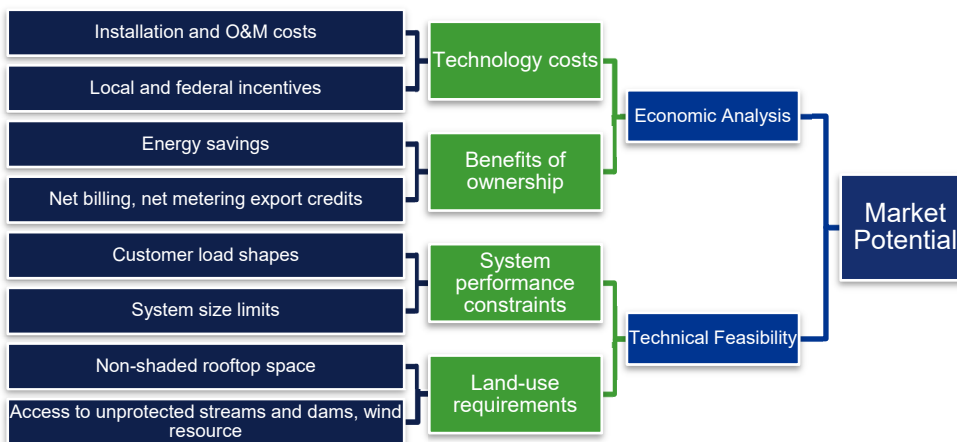 Installation and O&M costs
Local and federal incentives
Energy savings
Net billing, net metering export credits
Customer load shapes
System size limits
Non-shaded rooftop space
Access to unprotected streams and dams, wind
resource
Technology costs
Benefits of
ownership
System
performance
constraints
Land-use
requirements
Economic Analysis
Technical Feasibility
Market
Potential